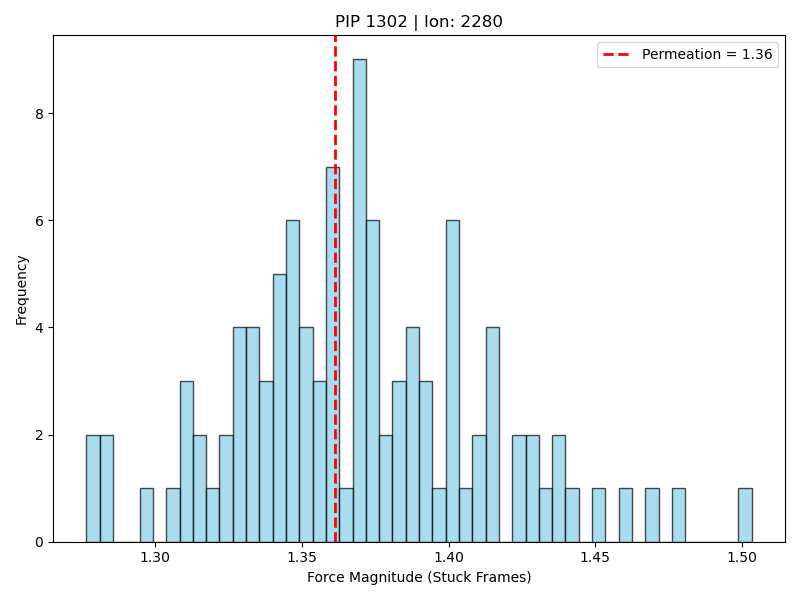 PIP 1302 | Ion: 2280
Permeation = 1.36
Frequency
8
6
4
2
0
1.30 1.35 1.40 1.45 1.50
Force Magnitude (Stuck Frames)